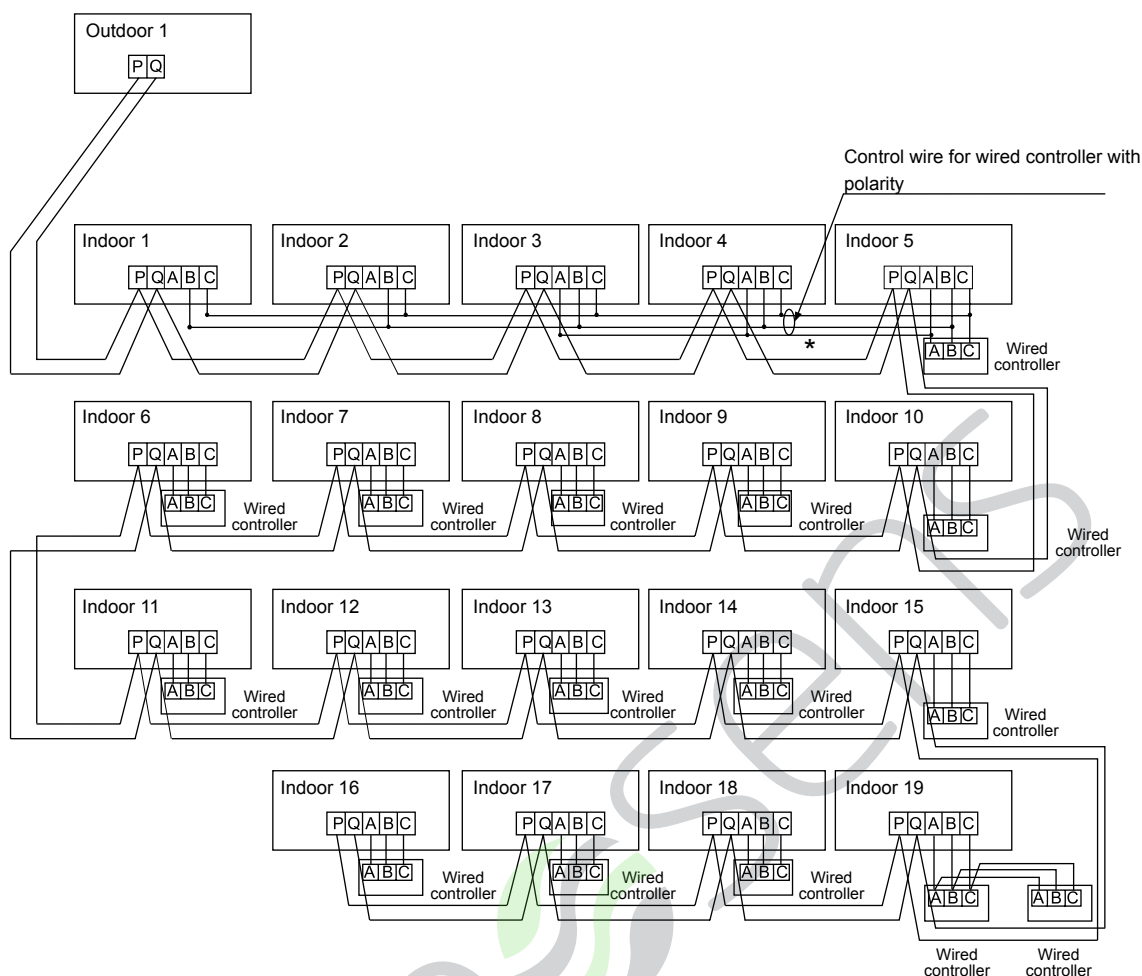 Outdoor 1
P Q
Control wire for wired controller with
polarity
Indoor 1
Indoor 2
Indoor 3
Indoor 4
Indoor 5
P Q A B C
P Q A B C
P Q A B C
P Q A B C
P Q A B C
*
A B C
Wired
controller
Indoor 6
Indoor 7
Indoor 8
Indoor 9
Indoor 10
P Q A B C
P Q A B C
P Q A B C
P Q A B C
P Q A B C
A B C
Wired
controller
A B C
Wired
controller
A B C
Wired
controller
A B C
Wired
controller
A B C
Wired
controller
Indoor 11
Indoor 12
Indoor 13
Indoor 14
Indoor 15
P Q A B C
P Q A B C
P Q A B C
P Q A B C
P Q A B C
A B C
Wired
controller
A B C
Wired
controller
A B C
Wired
controller
A B C
Wired
controller
A B C
Wired
controller
Indoor 16
Indoor 17
Indoor 18
Indoor 19
P Q A B C
P Q A B C
P Q A B C
P Q A B C
A B C
Wired
controller
A B C
Wired
controller
A B C
Wired
controller
A B C
A B C
Wired
controller
Wired
controller
sens